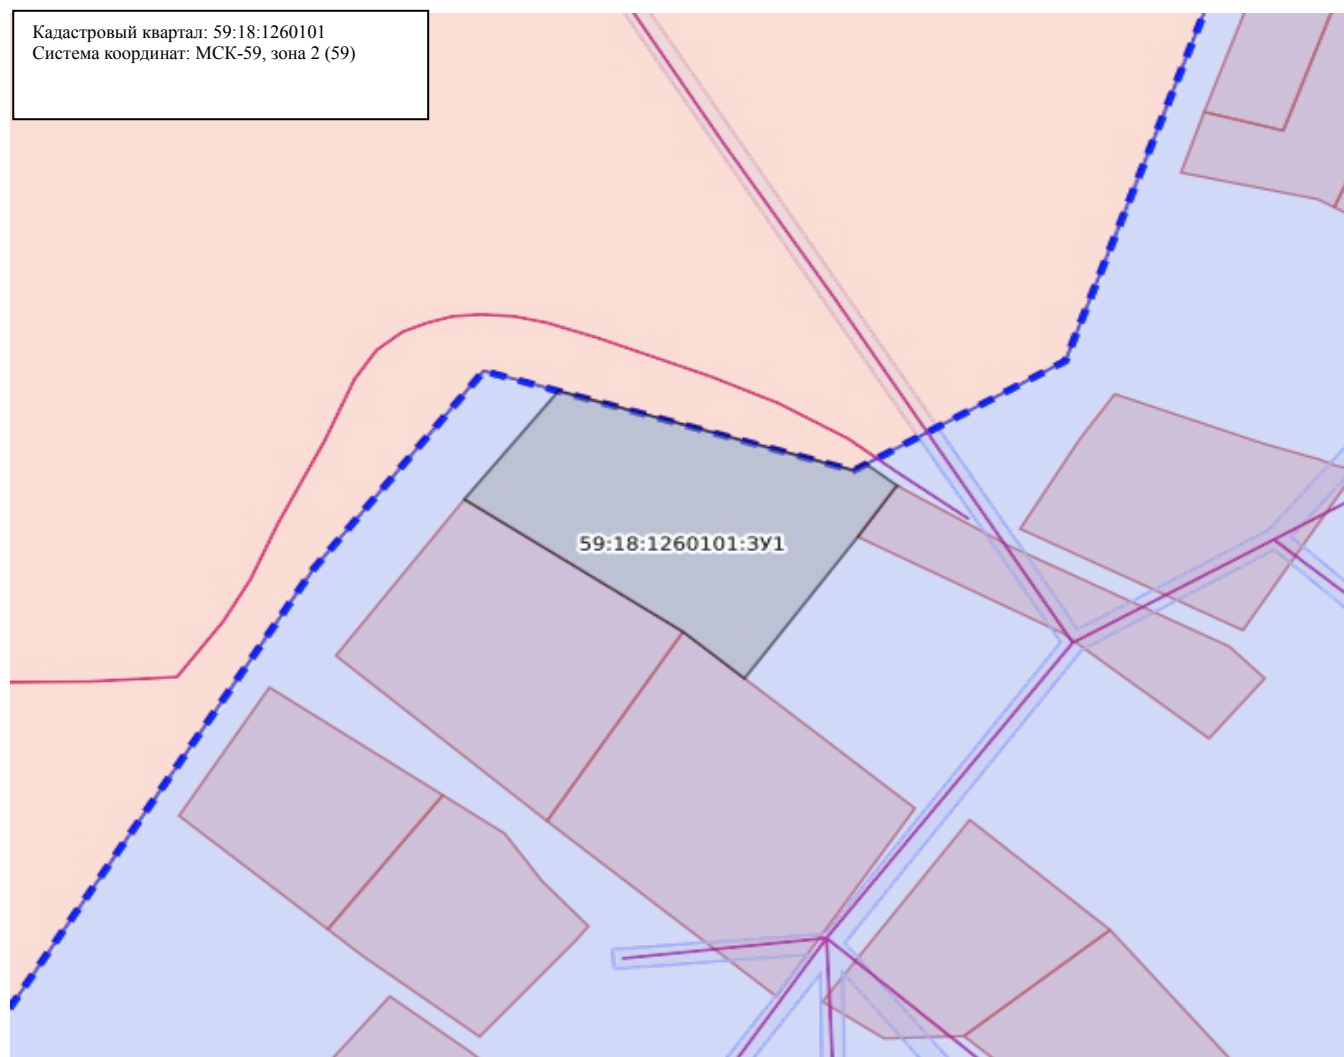 Кадастровый квартал: 59:18:1260101
Система координат: МСК-59, зона 2 (59)
59:18:1260101:ЗУ1